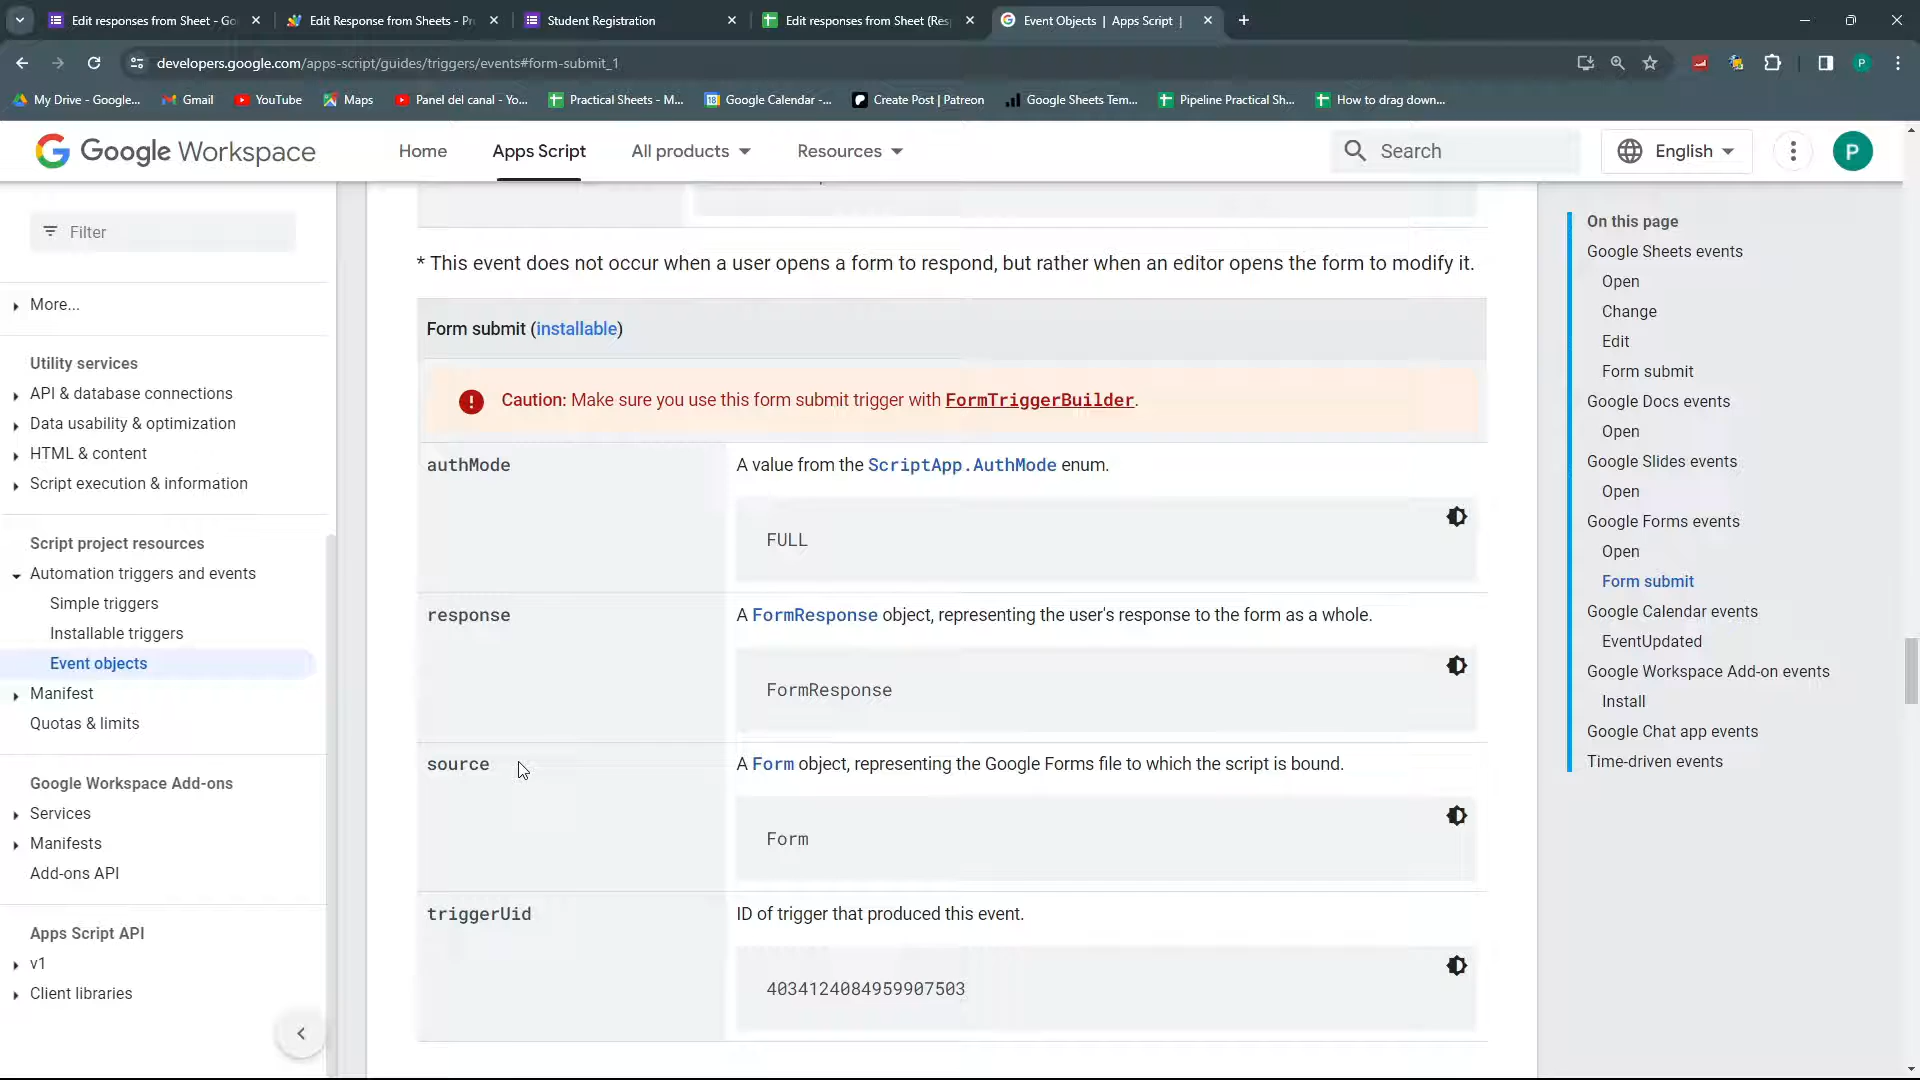 Edit responses from Sheet - Go
Edit Response from Sheets - Pr
Student Registration
Edit responses from Sheet (Res
Event Objects | Apps Script |
developers.google.com/apps-script/guides/triggers/events#form-submit_1
P
My Drive - Google...
Gmail
YouTube
Maps
Panel del canal - Yo...
Practical Sheets - M...
Google Calendar -...
Create Post | Patreon
Google Sheets Tem...
Pipeline Practical Sh...
How to drag down...
Google Workspace
Home
Apps Script
All products
Resources
Search
English
P
Filter
More...
Utility services
API & database connections
Data usability & optimization
HTML & content
Script execution & information
Script project resources
Automation triggers and events
Simple triggers
Installable triggers
Event objects
Manifest
Quotas & limits
Google Workspace Add-ons
Services
Manifests
Add-ons API
Apps Script API
v1
Client libraries
* This event does not occur when a user opens a form to respond, but rather when an editor opens the form to modify it.
Form submit (installable)
Caution: Make sure you use this form submit trigger with FormTriggerBuilder.
authMode
A value from the ScriptApp.AuthMode enum.
FULL
response
A FormResponse object, representing the user's response to the form as a whole.
FormResponse
source
A Form object, representing the Google Forms file to which the script is bound.
Form
triggerUid
ID of trigger that produced this event.
4034124084959907503
On this page
Google Sheets events
Open
Change
Edit
Form submit
Google Docs events
Open
Google Slides events
Open
Google Forms events
Open
Form submit
Google Calendar events
EventUpdated
Google Workspace Add-on events
Install
Google Chat app events
Time-driven events